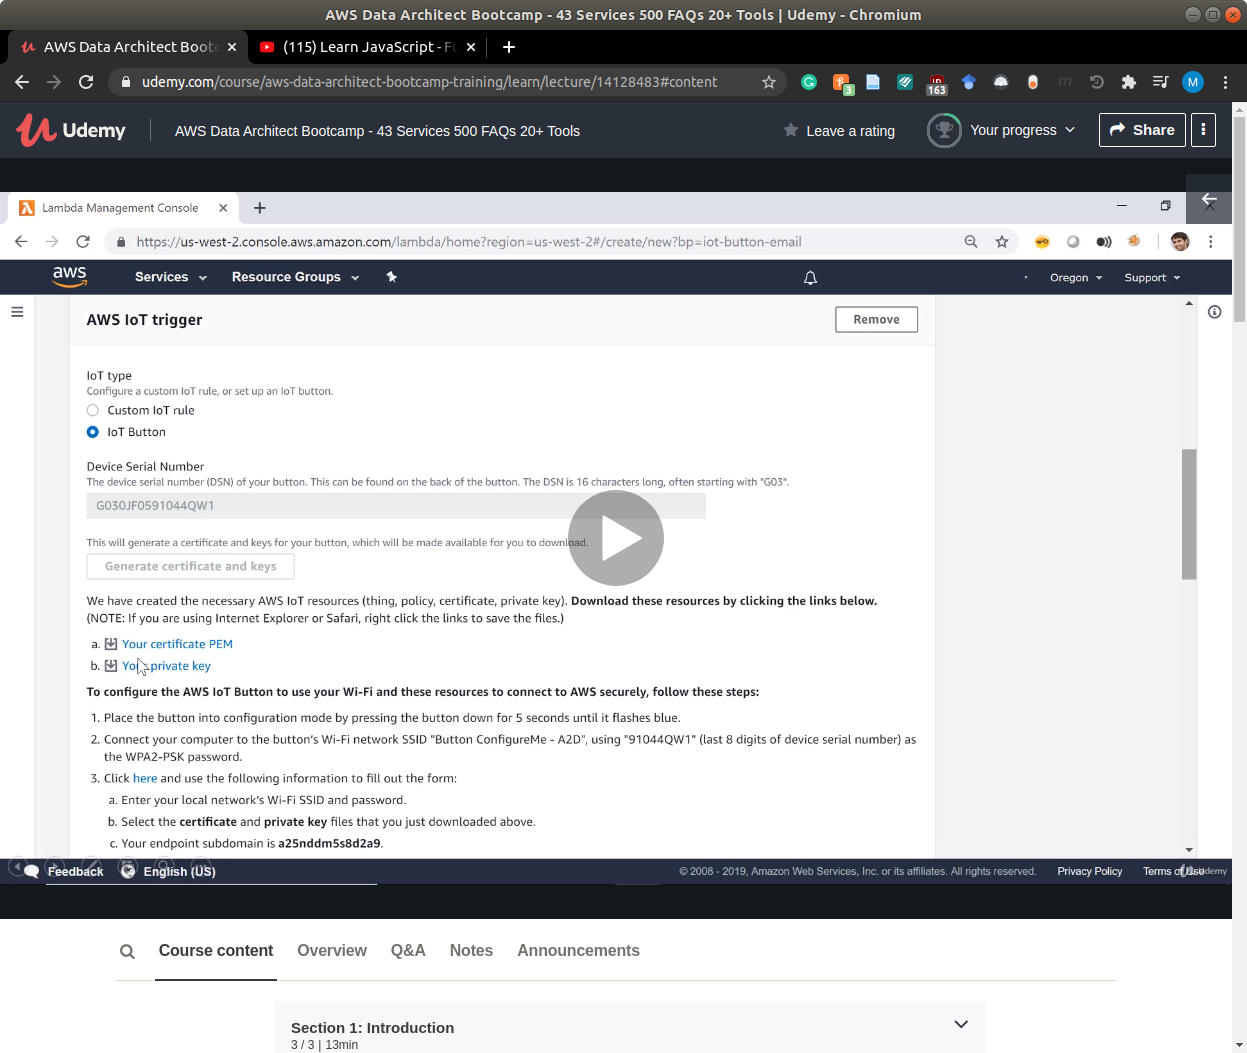 AWS Data Architect Bootcamp - 43 Services 500 FAQs 20+ Tools | Udemy - Chromium
AWS Data Architect Bootc
(115) Learn JavaScript - Fu
udemy.com/course/aws-data-architect-bootcamp-training/learn/lecture/14128483#content
3
163
M
Udemy
AWS Data Architect Bootcamp - 43 Services 500 FAQs 20+ Tools
Leave a rating
Your progress
Share
Lambda Management Console
https://us-west-2.console.aws.amazon.com/lambda/home?region=us-west-2#/create/new?bp=iot-button-email
aws
Services
Resource Groups
Oregon
Support
AWS IoT trigger
Remove
IoT type
Configure a custom IoT rule, or set up an IoT button.
Custom IoT rule
IoT Button
Device Serial Number
The device serial number (DSN) of your button. This can be found on the back of the button. The DSN is 16 characters long, often starting with "G03".
G030JF0591044QW1
This will generate a certificate and keys for your button, which will be made available for you to download.
Generate certificate and keys
We have created the necessary AWS IoT resources (thing, policy, certificate, private key). Download these resources by clicking the links below.
(NOTE: If you are using Internet Explorer or Safari, right click the links to save the files.)
a. Your certificate PEM
b. Your private key
To configure the AWS IoT Button to use your Wi-Fi and these resources to connect to AWS securely, follow these steps:
1. Place the button into configuration mode by pressing the button down for 5 seconds until it flashes blue.
2. Connect your computer to the button's Wi-Fi network SSID "Button ConfigureMe - A2D", using "91044QW1" (last 8 digits of device serial number) as
the WPA2-PSK password.
3. Click here and use the following information to fill out the form:
a. Enter your local network's Wi-Fi SSID and password.
b. Select the certificate and private key files that you just downloaded above.
c. Your endpoint subdomain is a25nddm5s8d2a9.
Feedback
English (US)
© 2008 - 2019, Amazon Web Services, Inc. or its affiliates. All rights reserved.
Privacy Policy
Terms of Use
Udemy
Course content
Overview
Q&A
Notes
Announcements
Section 1: Introduction
3 / 3 | 13min